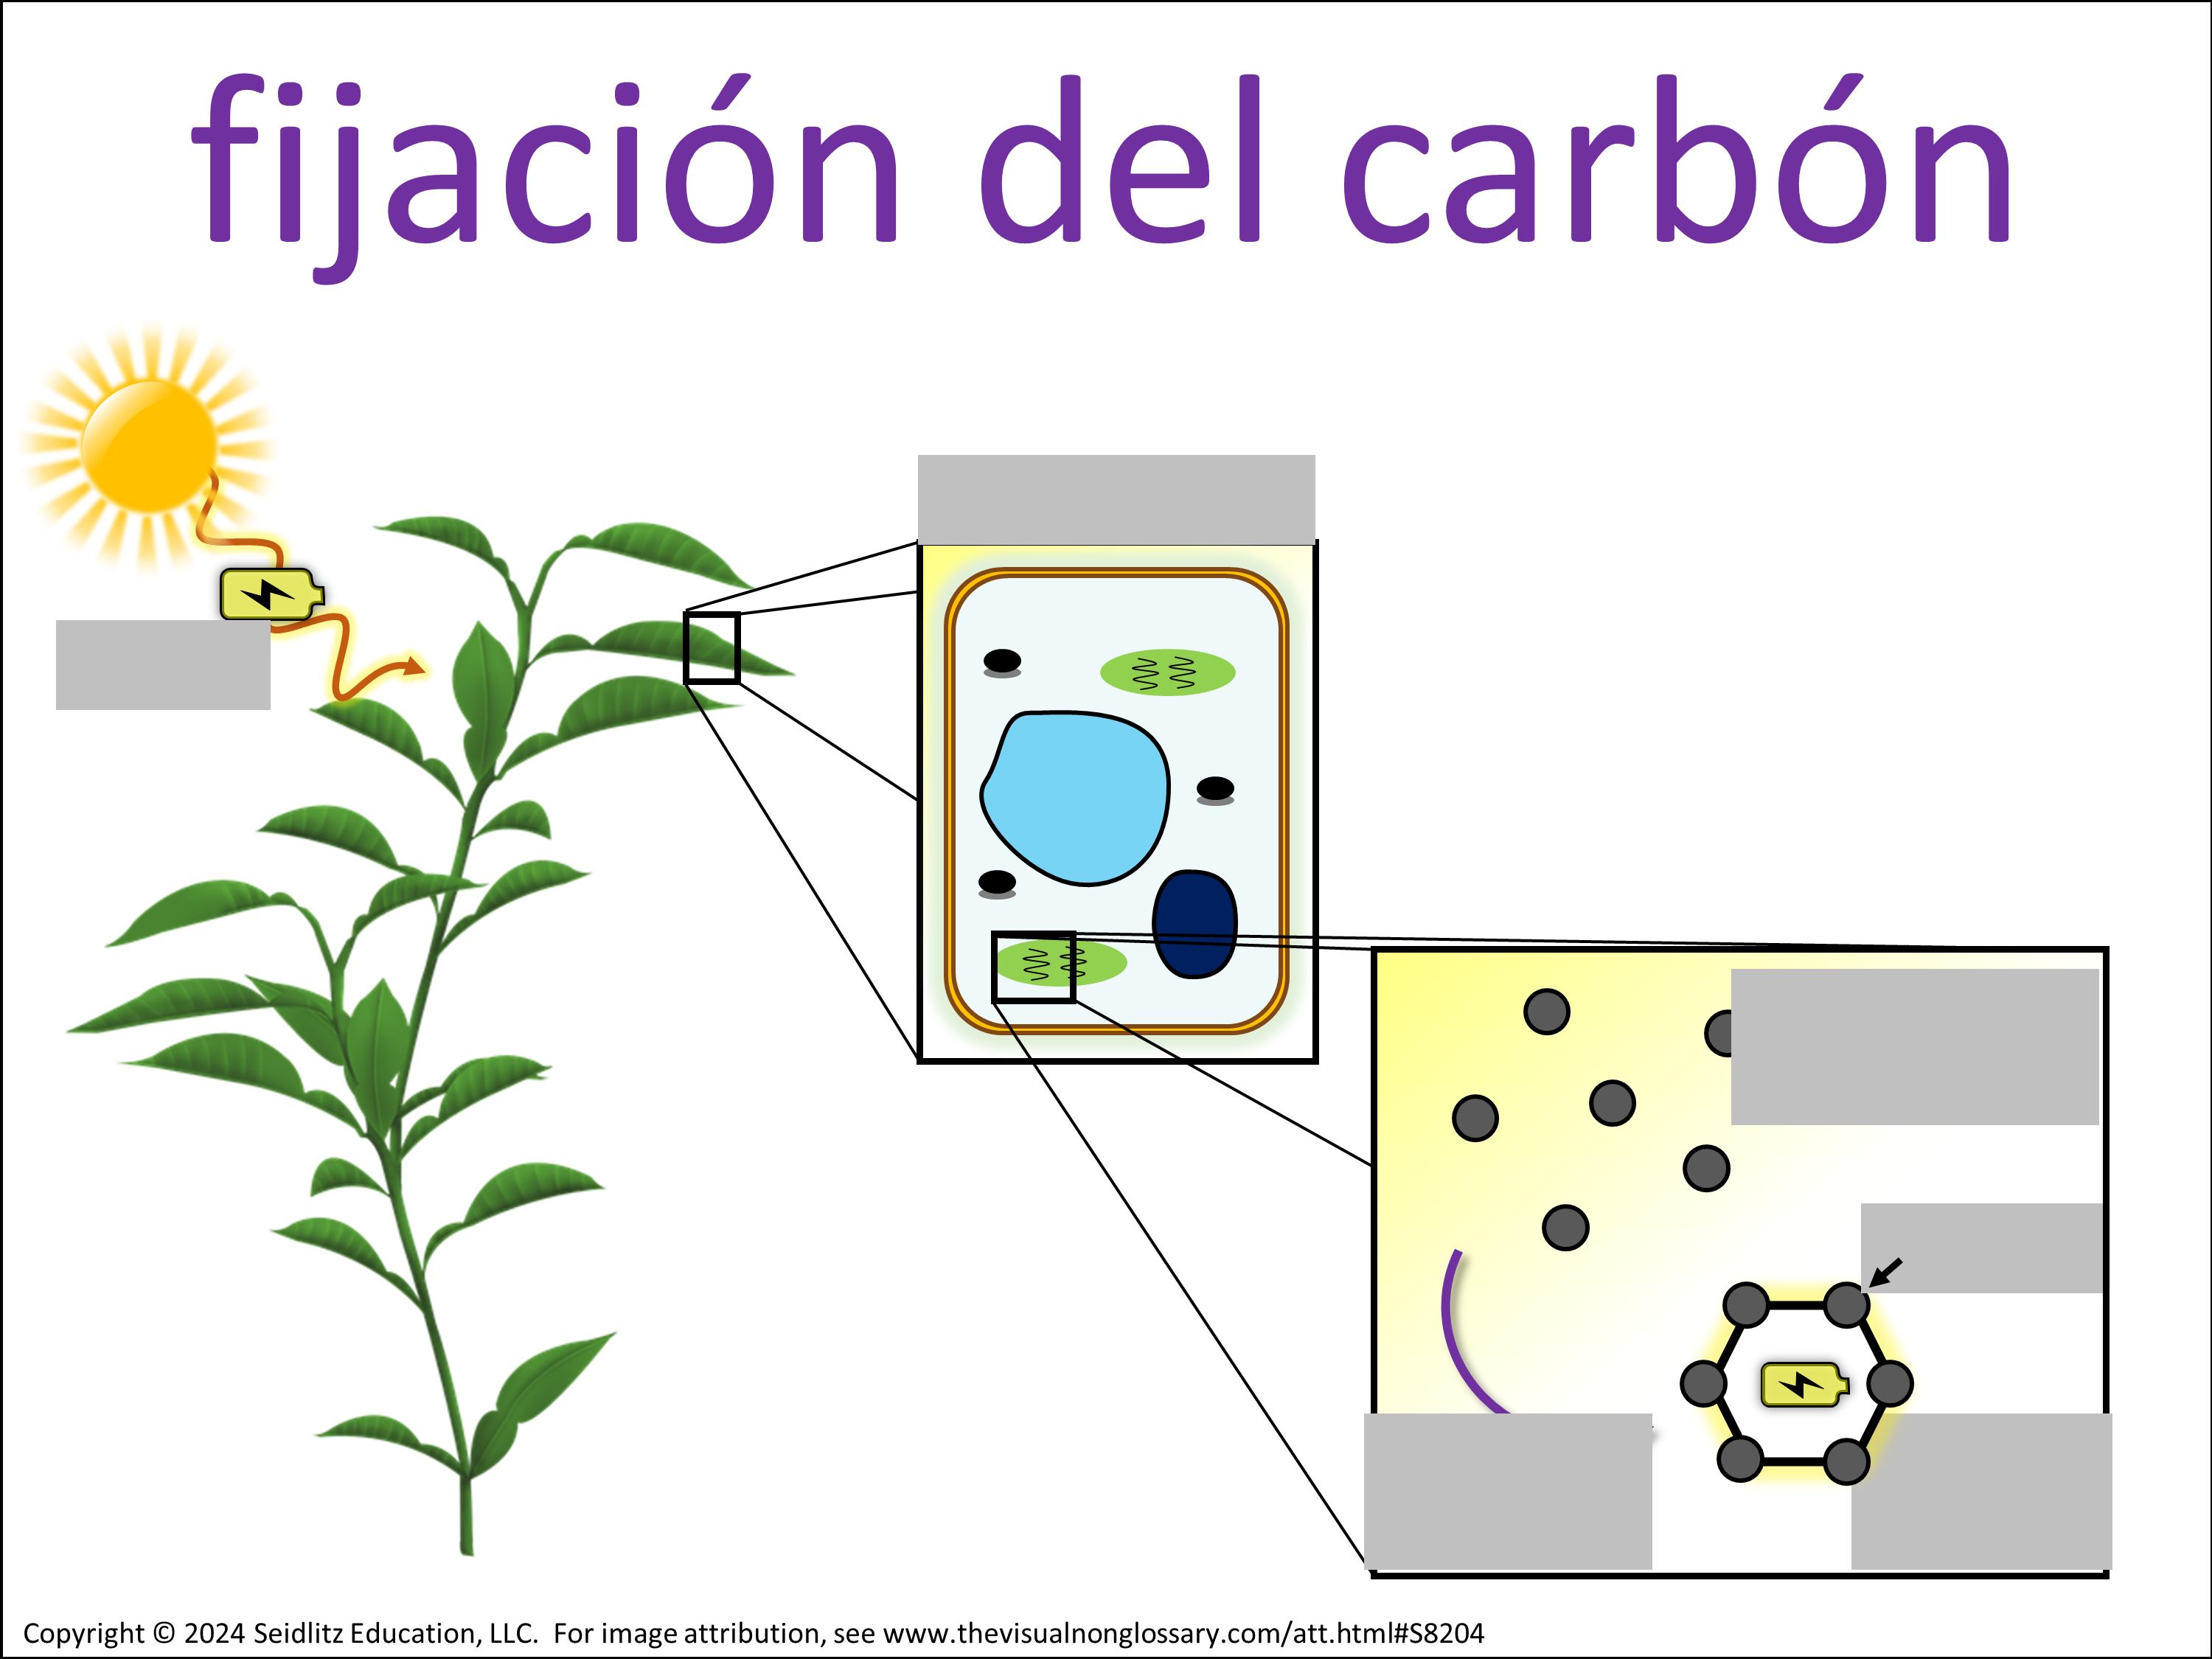 fijación del carbón
Copyright © 2024 Seidlitz Education, LLC.  For image attribution, see www.thevisualnonglossary.com/att.html#S8204